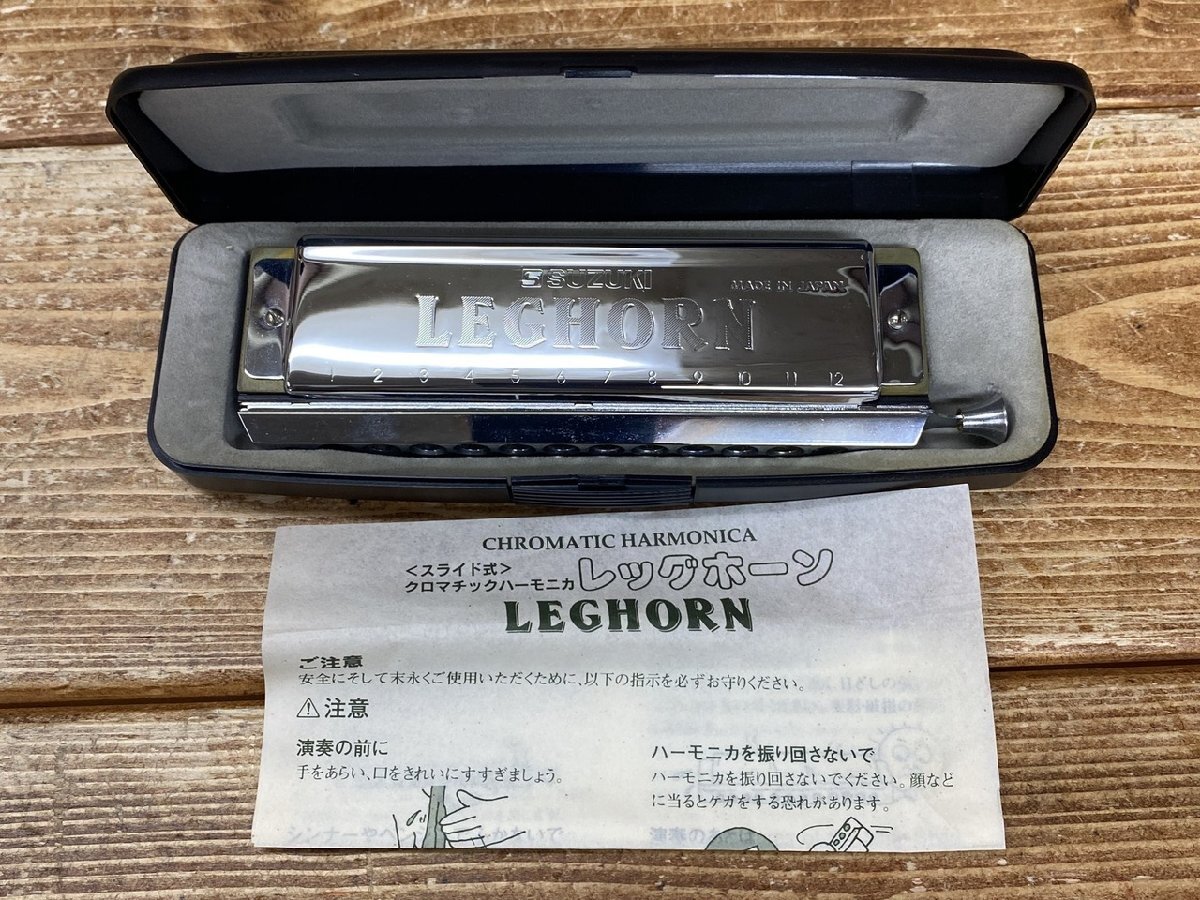 SUZUKI
MADE IN JAPAN
LEGHORN
1 2 3 4 5 6 7 8 9 10 11 12
CHROMATIC HARMONICA
<スライド式>
クロマチックハーモニカ レッグホーン
LEGHORN
ご注意
安全にそして末永くご使用いただくために、以下の指示を必ずお守りください。
⚠注意
演奏の前に
手をあらい、口をきれいにすすぎましょう。
ハーモニカを振り回さないで
ハーモニカを振り回さないでください。顔など
に当るとケガをする恐れがあります。